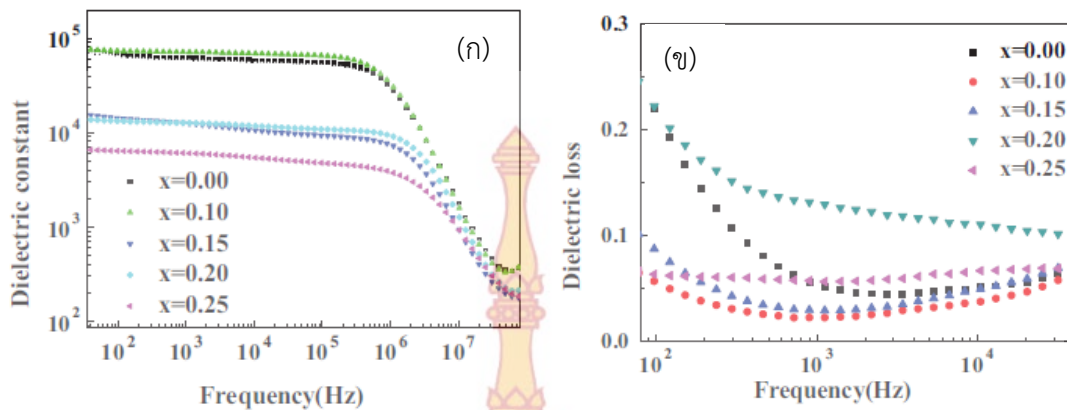 (ก)
10⁵
10⁴
10³
10²
Dielectric constant
x=0.00
x=0.10
x=0.15
x=0.20
x=0.25
10² 10³ 10⁴ 10⁵ 10⁶ 10⁷
Frequency(Hz)
(ข)
0.3
0.2
0.1
0.0
Dielectric loss
x=0.00
x=0.10
x=0.15
x=0.20
x=0.25
10² 10³ 10⁴
Frequency(Hz)